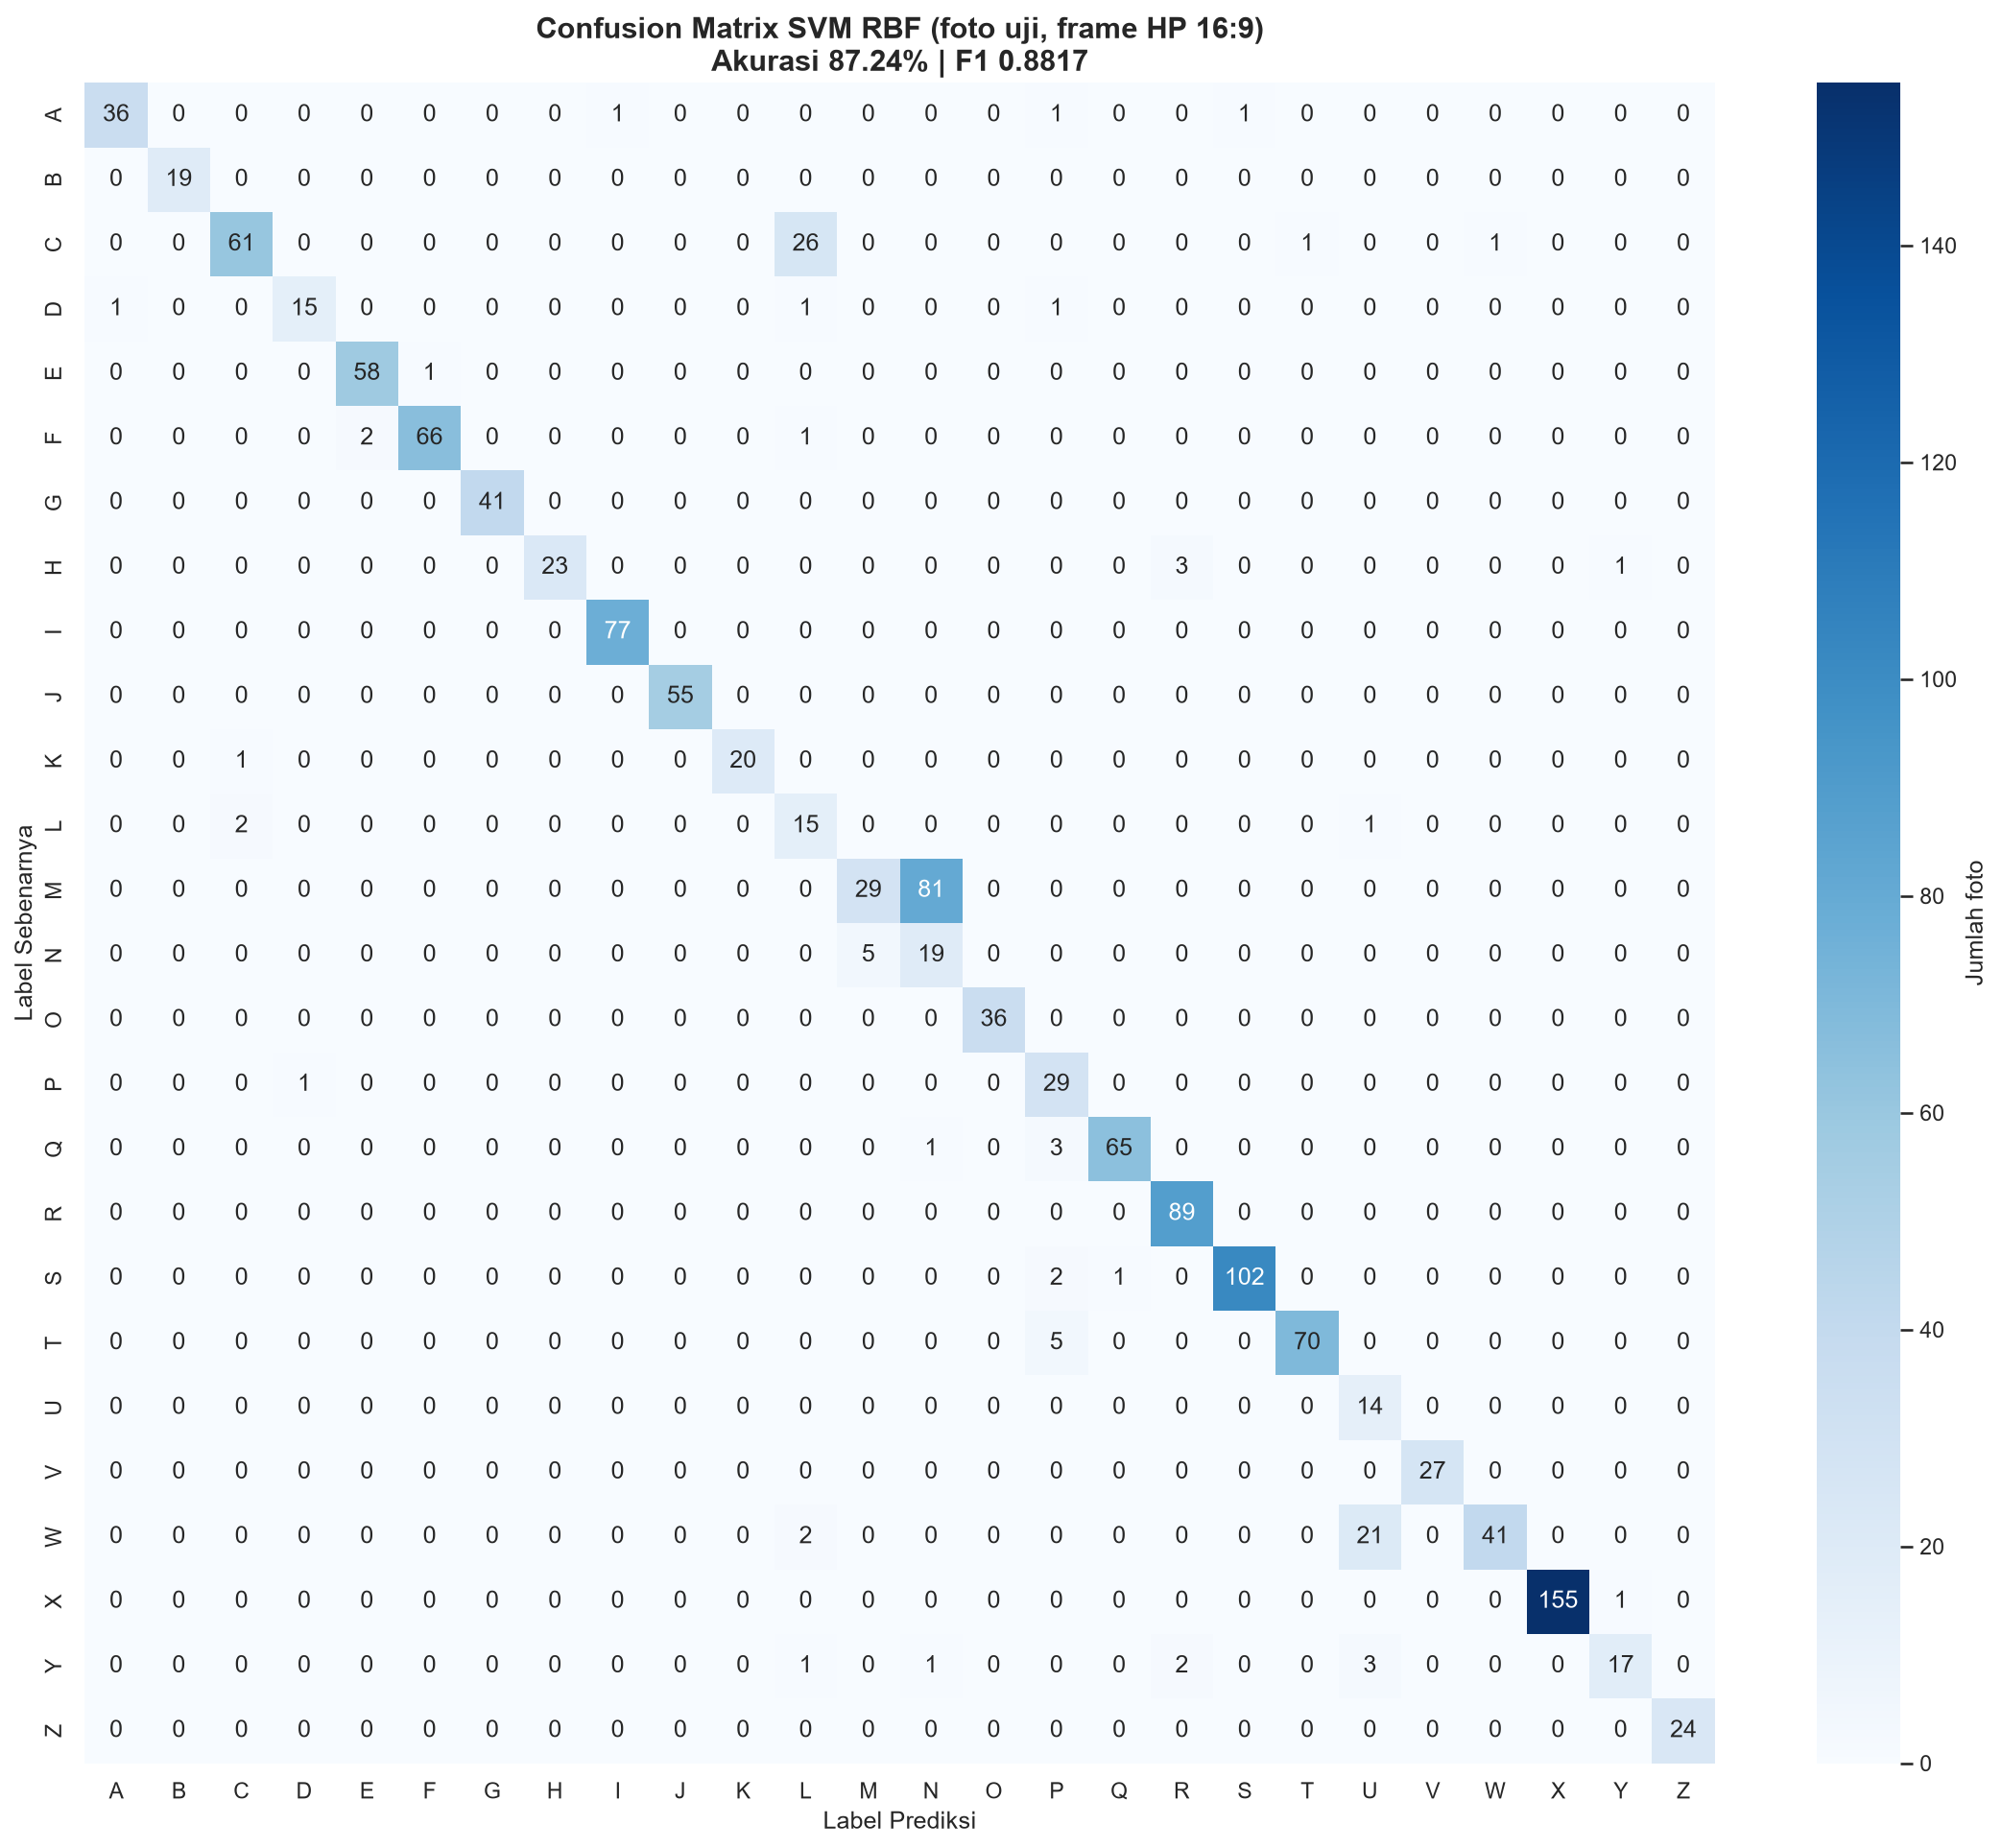 Confusion Matrix SVM RBF (foto uji, frame HP 16:9)
Akurasi 87.24% | F1 0.8817
A 36 0 0 0 0 0 0 0 1 0 0 0 0 0 0 1 0 0 1 0 0 0 0 0 0 0
B 0 19 0 0 0 0 0 0 0 0 0 0 0 0 0 0 0 0 0 0 0 0 0 0 0 0
C 0 0 61 0 0 0 0 0 0 0 0 26 0 0 0 0 0 0 0 1 0 0 1 0 0 0
D 1 0 0 15 0 0 0 0 0 0 0 1 0 0 0 1 0 0 0 0 0 0 0 0 0 0
E 0 0 0 0 58 1 0 0 0 0 0 0 0 0 0 0 0 0 0 0 0 0 0 0 0 0
F 0 0 0 0 2 66 0 0 0 0 0 1 0 0 0 0 0 0 0 0 0 0 0 0 0 0
G 0 0 0 0 0 0 41 0 0 0 0 0 0 0 0 0 0 0 0 0 0 0 0 0 0 0
H 0 0 0 0 0 0 0 23 0 0 0 0 0 0 0 0 0 3 0 0 0 0 0 0 1 0
I 0 0 0 0 0 0 0 0 77 0 0 0 0 0 0 0 0 0 0 0 0 0 0 0 0 0
J 0 0 0 0 0 0 0 0 0 55 0 0 0 0 0 0 0 0 0 0 0 0 0 0 0 0
K 0 0 1 0 0 0 0 0 0 0 20 0 0 0 0 0 0 0 0 0 0 0 0 0 0 0
L 0 0 2 0 0 0 0 0 0 0 0 15 0 0 0 0 0 0 0 0 1 0 0 0 0 0
M 0 0 0 0 0 0 0 0 0 0 0 0 29 81 0 0 0 0 0 0 0 0 0 0 0 0
N 0 0 0 0 0 0 0 0 0 0 0 0 5 19 0 0 0 0 0 0 0 0 0 0 0 0
O 0 0 0 0 0 0 0 0 0 0 0 0 0 0 36 0 0 0 0 0 0 0 0 0 0 0
P 0 0 0 1 0 0 0 0 0 0 0 0 0 0 0 29 0 0 0 0 0 0 0 0 0 0
Q 0 0 0 0 0 0 0 0 0 0 0 0 0 1 0 3 65 0 0 0 0 0 0 0 0 0
R 0 0 0 0 0 0 0 0 0 0 0 0 0 0 0 0 0 89 0 0 0 0 0 0 0 0
S 0 0 0 0 0 0 0 0 0 0 0 0 0 0 0 2 1 0 102 0 0 0 0 0 0 0
T 0 0 0 0 0 0 0 0 0 0 0 0 0 0 0 5 0 0 0 70 0 0 0 0 0 0
U 0 0 0 0 0 0 0 0 0 0 0 0 0 0 0 0 0 0 0 0 14 0 0 0 0 0
V 0 0 0 0 0 0 0 0 0 0 0 0 0 0 0 0 0 0 0 0 0 27 0 0 0 0
W 0 0 0 0 0 0 0 0 0 0 0 2 0 0 0 0 0 0 0 0 21 0 41 0 0 0
X 0 0 0 0 0 0 0 0 0 0 0 0 0 0 0 0 0 0 0 0 0 0 0 155 1 0
Y 0 0 0 0 0 0 0 0 0 0 0 1 0 1 0 0 0 2 0 0 3 0 0 0 17 0
Z 0 0 0 0 0 0 0 0 0 0 0 0 0 0 0 0 0 0 0 0 0 0 0 0 0 24
A B C D E F G H I J K L M N O P Q R S T U V W X Y Z
Label Prediksi
Label Sebenarnya
140
120
100
80
60
40
20
0
Jumlah foto